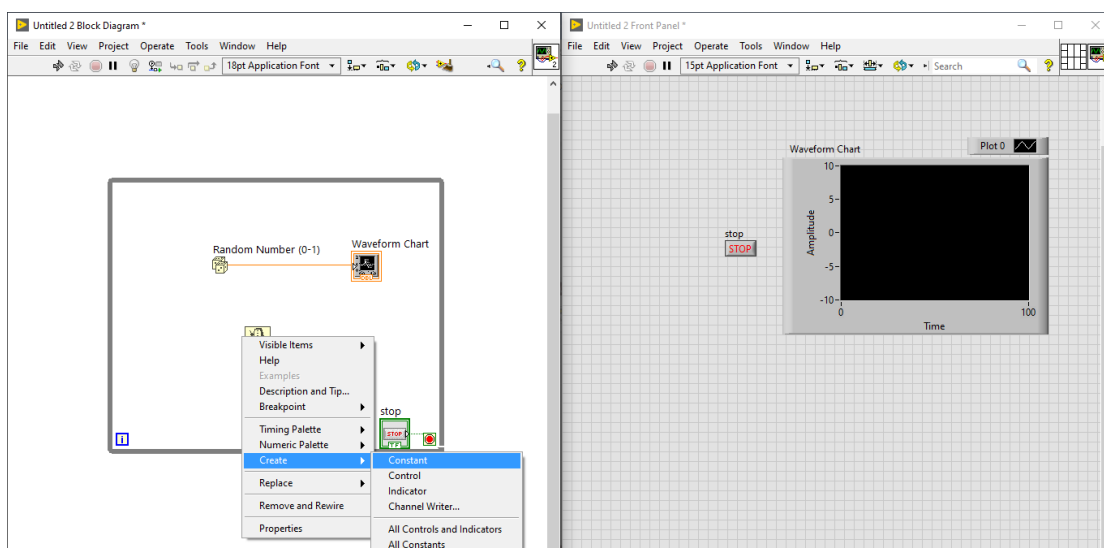 Untitled 2 Block Diagram *
File Edit View Project Operate Tools Window Help
18pt Application Font
2
Random Number (0-1)
Waveform Chart
Visible Items
Help
Examples
Description and Tip...
Breakpoint
Timing Palette
Numeric Palette
Create
Replace
Remove and Rewire
Properties
Constant
Control
Indicator
Channel Writer...
All Controls and Indicators
All Constants
stop
STOP
TF
i
Untitled 2 Front Panel *
File Edit View Project Operate Tools Window Help
15pt Application Font
Search
Waveform Chart
Plot 0
stop
STOP
Amplitude
10
5
0
-5
-10
0
100
Time